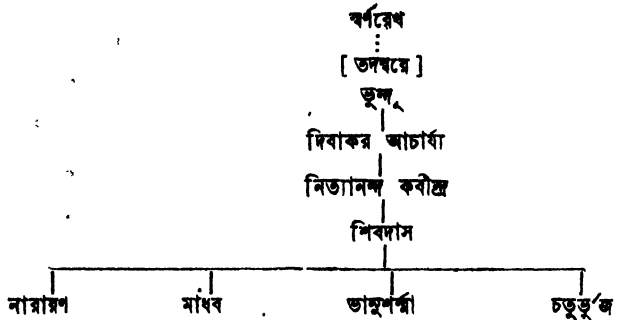 স্বর্ণরেখ
[ তদন্বয়ে ]
ভুন্দু
দিবাকর আচার্য্য
নিত্যানন্দ কবীন্দ্র
শিবদাস
নারায়ণ মাধব ভানুশর্ম্মা চতুর্ভুজ